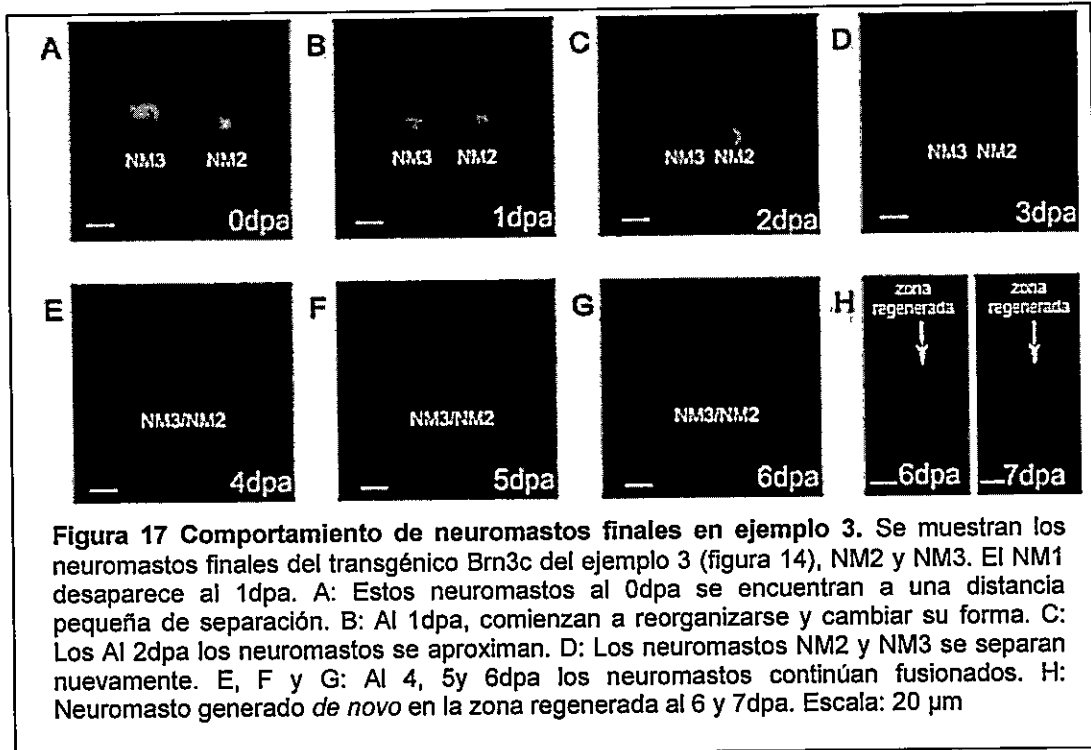 A
NM3 NM2
0dpa
B
NM3 NM2
1dpa
C
NM3 NM2
2dpa
D
NM3 NM2
3dpa
E
NM3/NM2
4dpa
F
NM3/NM2
5dpa
G
NM3/NM2
6dpa
H
zona
regenerada
6dpa
zona
regenerada
7dpa
Figura 17 Comportamiento de neuromastos finales en ejemplo 3. Se muestran los
neuromastos finales del transgénico Brn3c del ejemplo 3 (figura 14), NM2 y NM3. El NM1
desaparece al 1dpa. A: Estos neuromastos al 0dpa se encuentran a una distancia
pequeña de separación. B: Al 1dpa, comienzan a reorganizarse y cambiar su forma. C:
Los Al 2dpa los neuromastos se aproximan. D: Los neuromastos NM2 y NM3 se separan
nuevamente. E, F y G: Al 4, 5y 6dpa los neuromastos continúan fusionados. H:
Neuromasto generado de novo en la zona regenerada al 6 y 7dpa. Escala: 20 µm